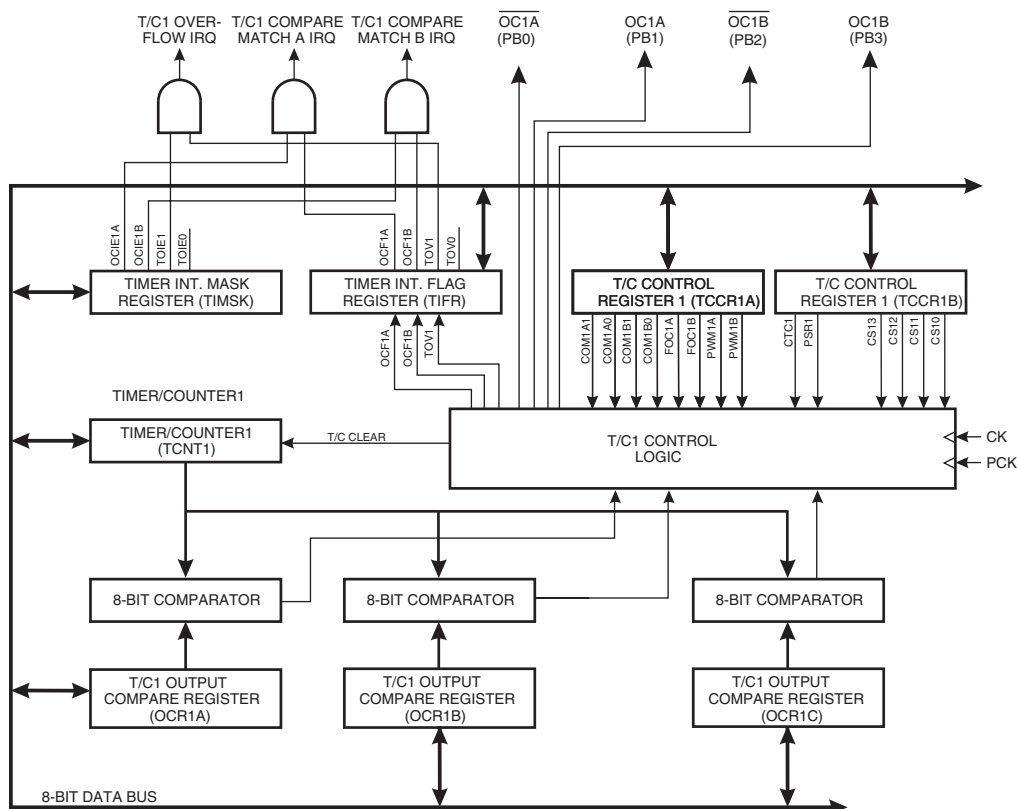 T/C1 OVER-
FLOW IRQ
T/C1 COMPARE
MATCH A IRQ
T/C1 COMPARE
MATCH B IRQ
OC1A
(PB0)
OC1A
(PB1)
OC1B
(PB2)
OC1B
(PB3)
OCIE1A
OCIE1B
TOIE1
TOIE0
OCF1A
OCF1B
TOV1
TOV0
TIMER INT. MASK
REGISTER (TIMSK)
TIMER INT. FLAG
REGISTER (TIFR)
T/C CONTROL
REGISTER 1 (TCCR1A)
T/C CONTROL
REGISTER 1 (TCCR1B)
OCF1A
OCF1B
TOV1
COM1A1
COM1A0
COM1B1
COM1B0
FOC1A
FOC1B
PWM1A
PWM1B
CTC1
PSR1
CS13
CS12
CS11
CS10
TIMER/COUNTER1
TIMER/COUNTER1
(TCNT1)
T/C CLEAR
T/C1 CONTROL
LOGIC
CK
PCK
8-BIT COMPARATOR
8-BIT COMPARATOR
8-BIT COMPARATOR
T/C1 OUTPUT
COMPARE REGISTER
(OCR1A)
T/C1 OUTPUT
COMPARE REGISTER
(OCR1B)
T/C1 OUTPUT
COMPARE REGISTER
(OCR1C)
8-BIT DATA BUS